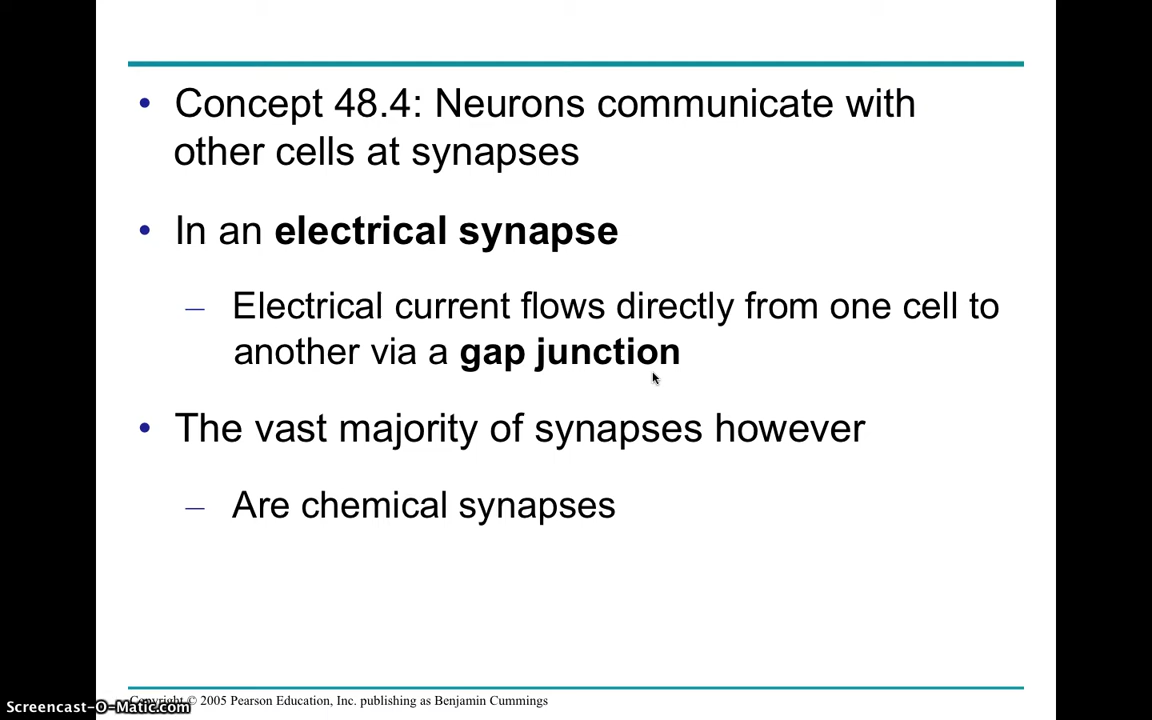 • Concept 48.4: Neurons communicate with
other cells at synapses
• In an electrical synapse
– Electrical current flows directly from one cell to
another via a gap junction
• The vast majority of synapses however
– Are chemical synapses
Copyright © 2005 Pearson Education, Inc. publishing as Benjamin Cummings
Screencast-O-Matic.com